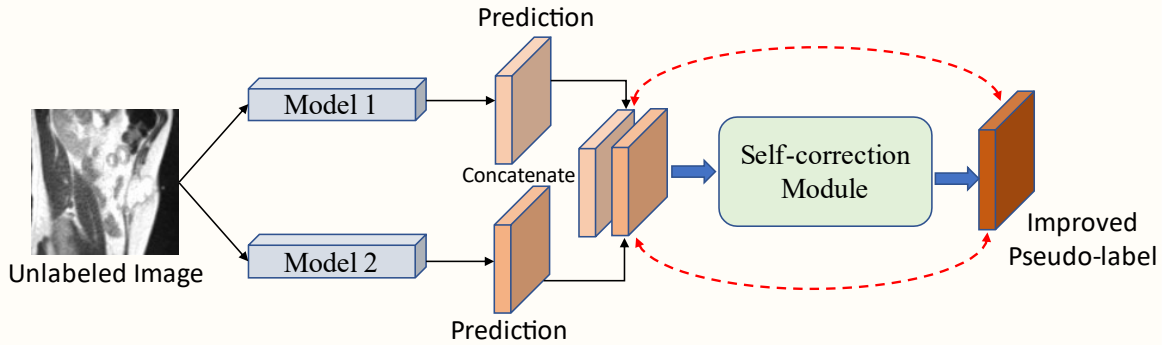 Prediction
Model 1
Concatenate
Self-correction
Module
Unlabeled Image
Model 2
Improved
Pseudo-label
Prediction